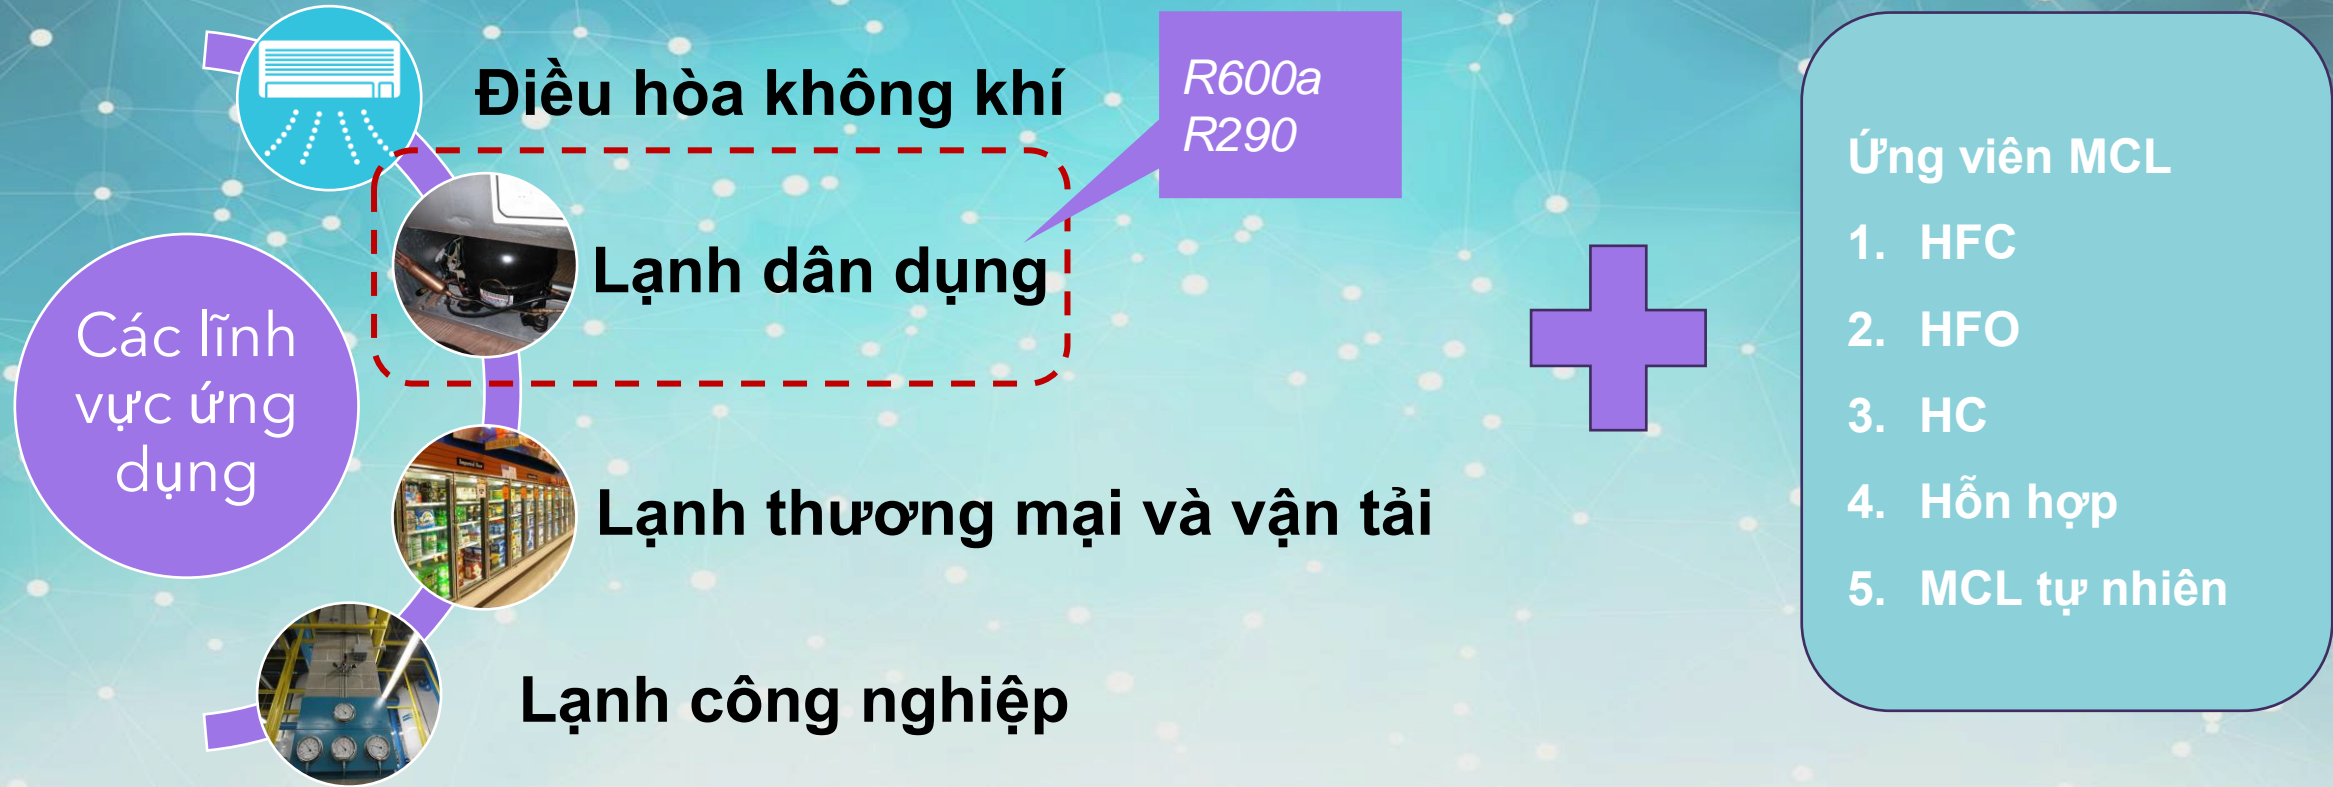 Điều hòa không khí
R600a
R290
Lạnh dân dụng
Các lĩnh
vực ứng
dụng
Lạnh thương mại và vận tải
Lạnh công nghiệp
Ứng viên MCL
1. HFC
2. HFO
3. HC
4. Hỗn hợp
5. MCL tự nhiên